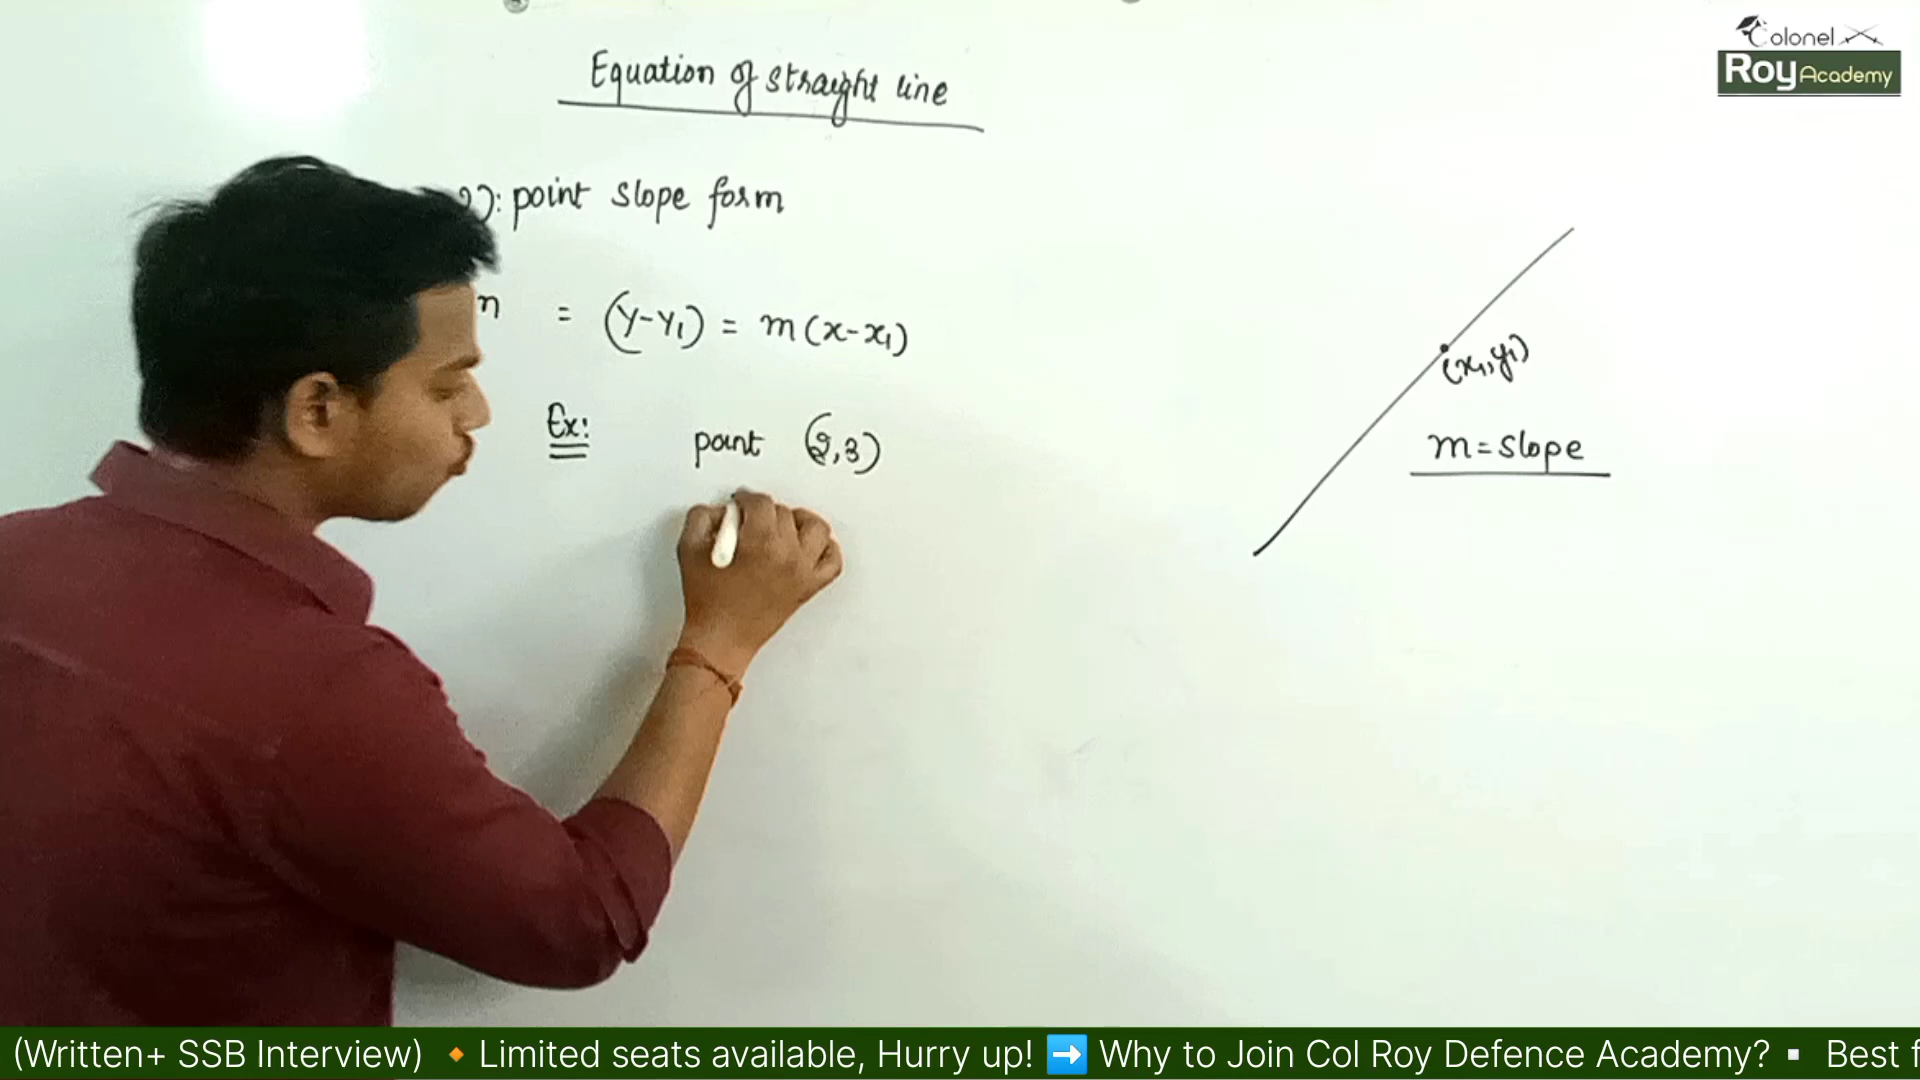 Colonel
Roy Academy
Equation of straight line
2): point slope form
n = (y-y₁) = m(x-x₁)
Ex: point (2,3)
(x₁,y₁)
m = slope
(Written+ SSB Interview) 🔸Limited seats available, Hurry up! ➡️ Why to Join Col Roy Defence Academy?▫️ Best f